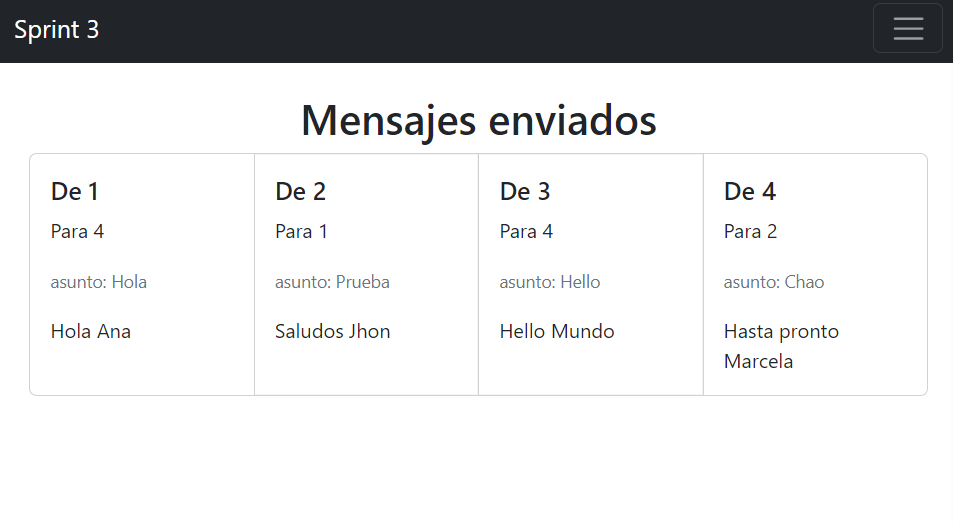 Sprint 3
Mensajes enviados
De 1
Para 4
asunto: Hola
Hola Ana
De 2
Para 1
asunto: Prueba
Saludos Jhon
De 3
Para 4
asunto: Hello
Hello Mundo
De 4
Para 2
asunto: Chao
Hasta pronto
Marcela